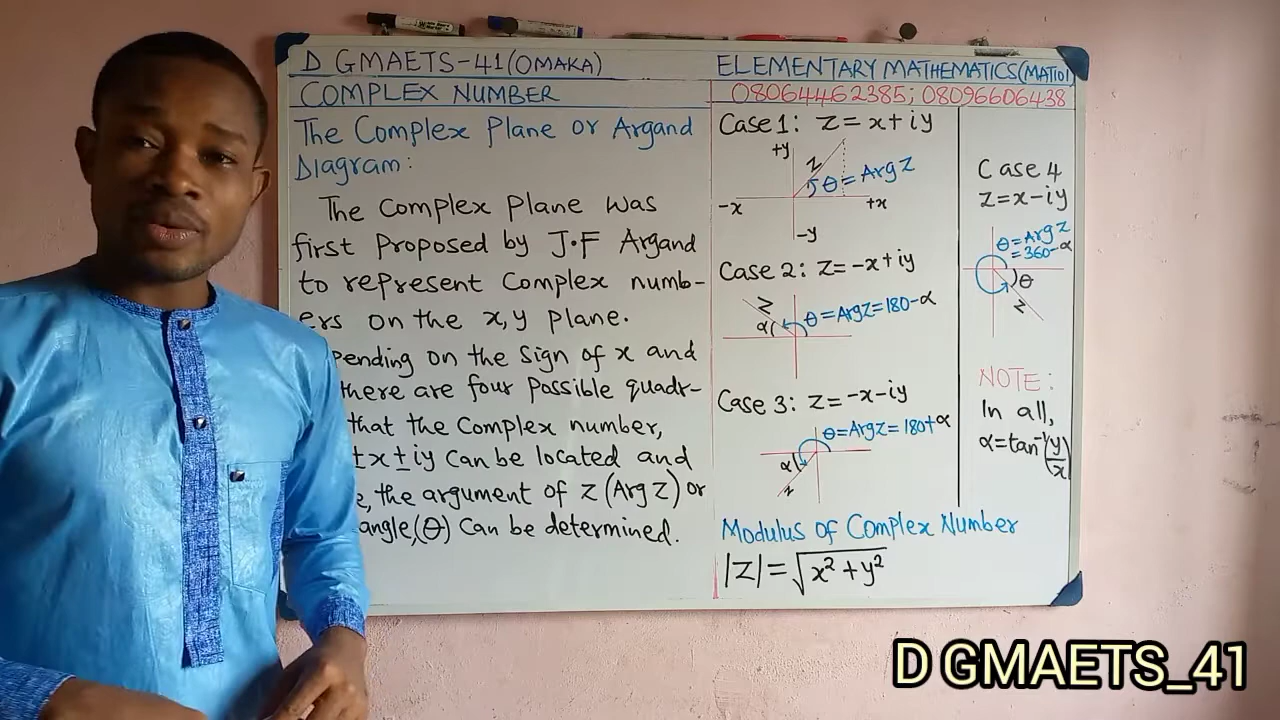 D GMAETS-41(OMAKA)
COMPLEX NUMBER
The Complex Plane or Argand
Diagram:
The Complex Plane was
first proposed by J.F Argand
to represent Complex numb-
ers on the x,y plane.
pending on the sign of x and
there are four possible quadr-
that the Complex number,
±x±iy can be located and
e, the argument of z (Arg z) or
angle,(θ) Can be determined.
ELEMENTARY MATHEMATICS(MAT101
08064462385; 08096606438
Case 1: z=x+iy
+y
z
θ=Arg z
-x
+x
-y
Case 2: z=-x+iy
z
α
θ=Argz=180-α
Case 3: z=-x-iy
θ=Argz=180+α
α
z
Case 4
z=x-iy
θ=Argz
=360-α
θ
z
NOTE:
In all,
α=tan⁻¹(y/x)
Modulus of Complex Number
|Z|=√x²+y²
D GMAETS_41